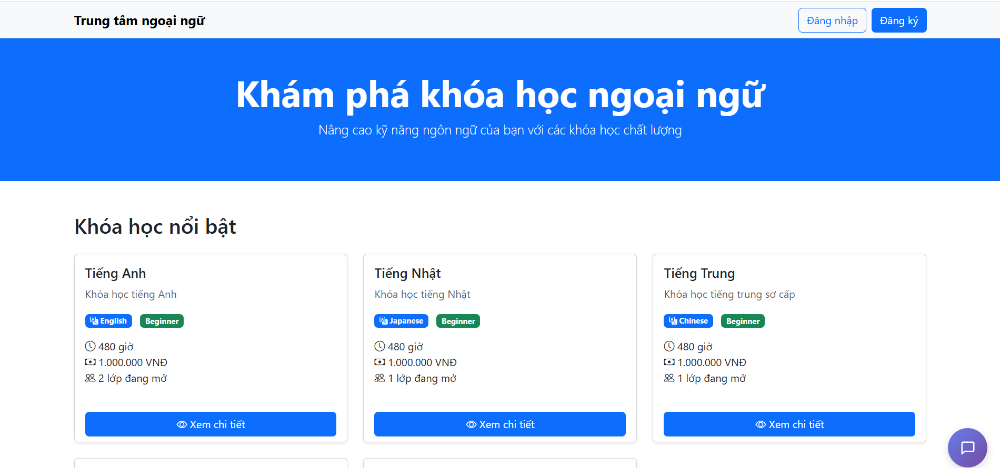 Trung tâm ngoại ngữ
Đăng nhập
Đăng ký
Khám phá khóa học ngoại ngữ
Nâng cao kỹ năng ngôn ngữ của bạn với các khóa học chất lượng
Khóa học nổi bật
Tiếng Anh
Khóa học tiếng Anh
English Beginner
480 giờ
1.000.000 VNĐ
2 lớp đang mở
Xem chi tiết
Tiếng Nhật
Khóa học tiếng Nhật
Japanese Beginner
480 giờ
1.000.000 VNĐ
1 lớp đang mở
Xem chi tiết
Tiếng Trung
Khóa học tiếng trung sơ cấp
Chinese Beginner
480 giờ
1.000.000 VNĐ
1 lớp đang mở
Xem chi tiết